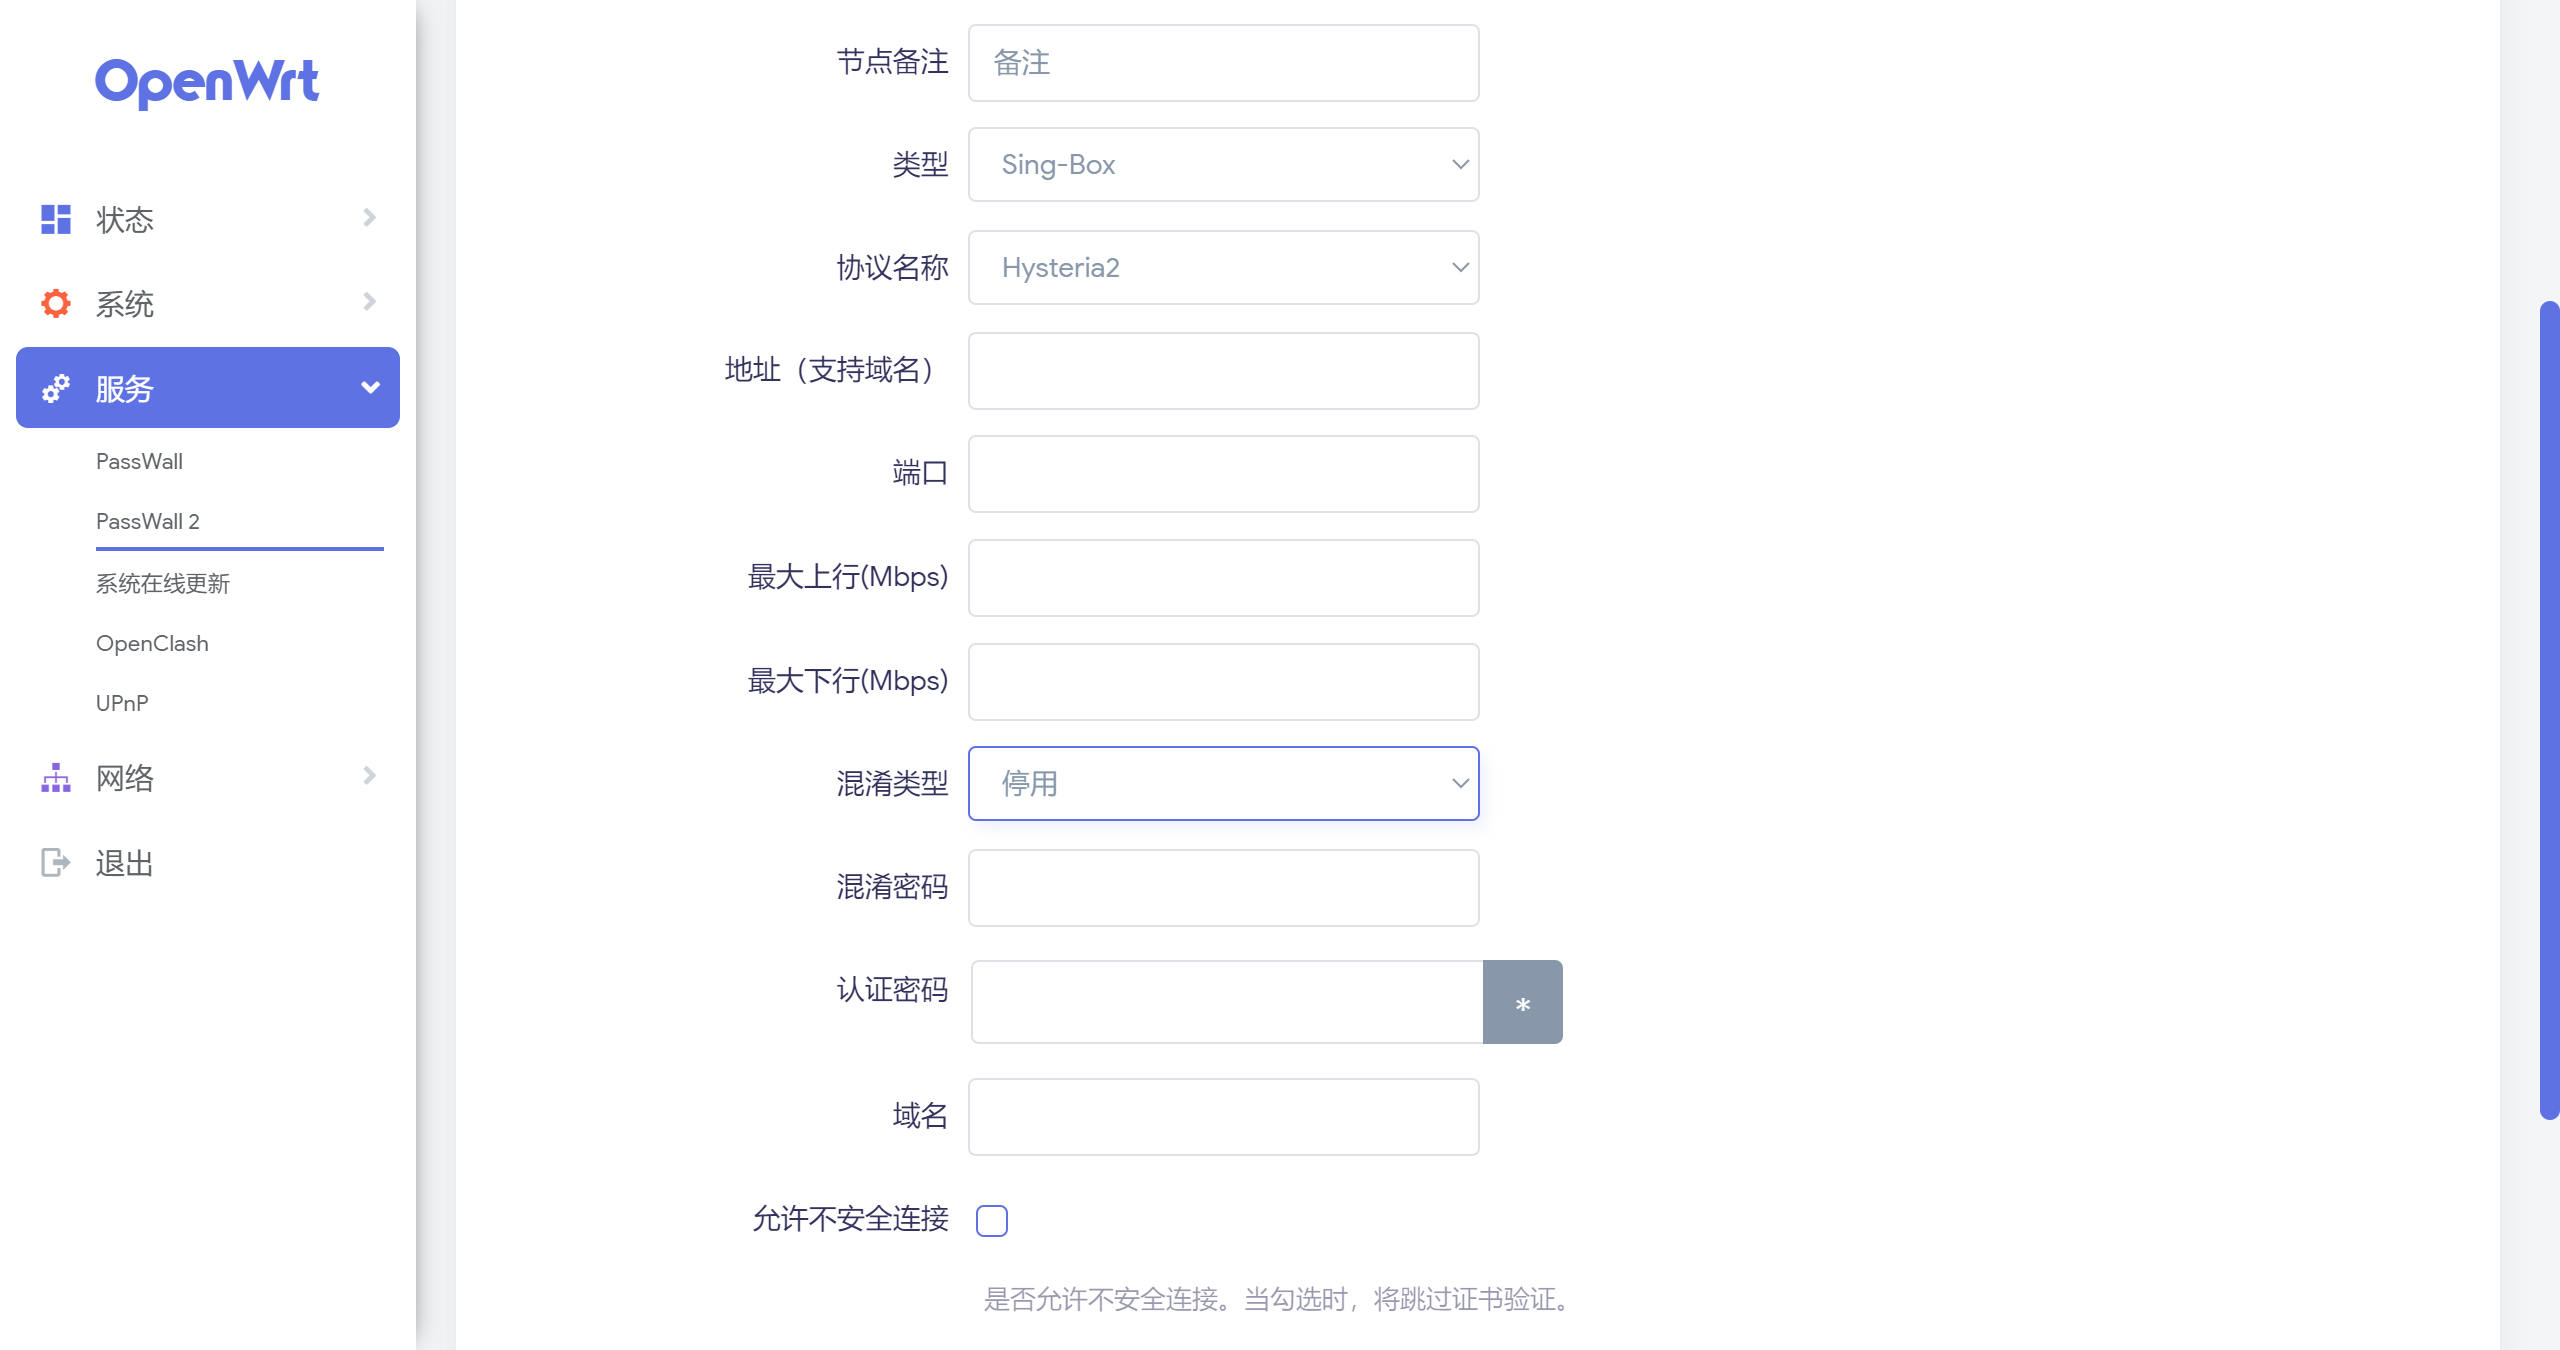 OpenWrt
状态
系统
服务
PassWall
PassWall 2
系统在线更新
OpenClash
UPnP
网络
退出
节点备注 备注
类型 Sing-Box
协议名称 Hysteria2
地址（支持域名）
端口
最大上行(Mbps)
最大下行(Mbps)
混淆类型 停用
混淆密码
认证密码 *
域名
允许不安全连接
是否允许不安全连接。当勾选时，将跳过证书验证。